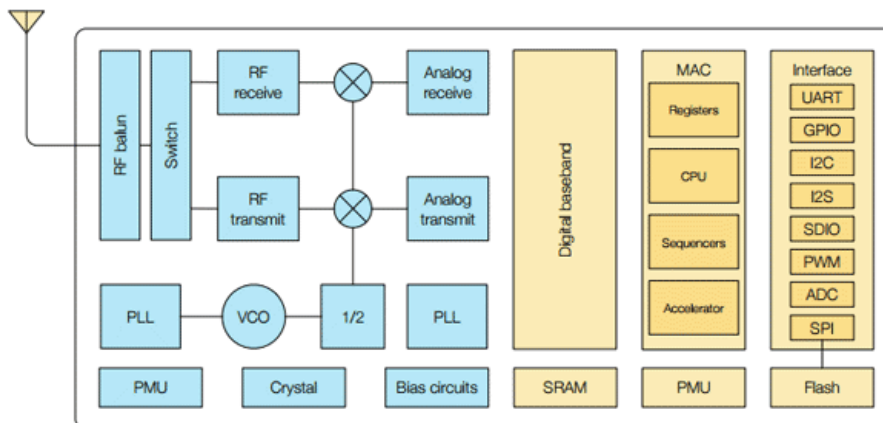 RF balun
Switch
RF
receive
Analog
receive
RF
transmit
Analog
transmit
PLL
VCO
1/2
PLL
PMU
Crystal
Bias circuits
Digital baseband
SRAM
MAC
Registers
CPU
Sequencers
Accelerator
PMU
Interface
UART
GPIO
I2C
I2S
SDIO
PWM
ADC
SPI
Flash